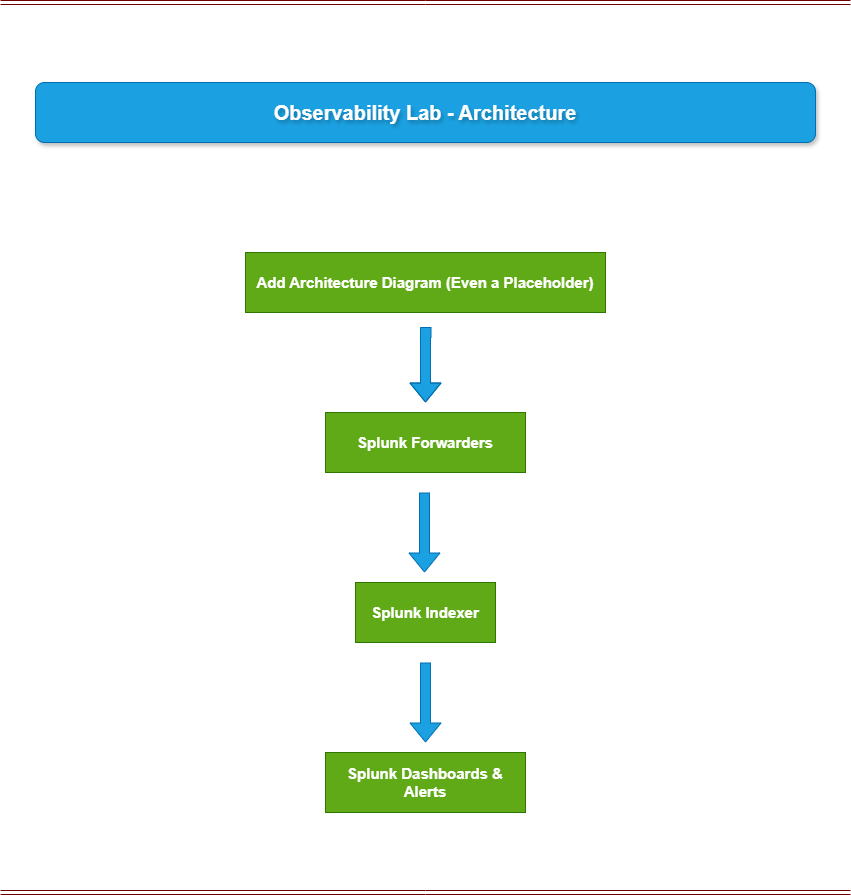 Observability Lab - Architecture
Add Architecture Diagram (Even a Placeholder)
Splunk Forwarders
Splunk Indexer
Splunk Dashboards &
Alerts